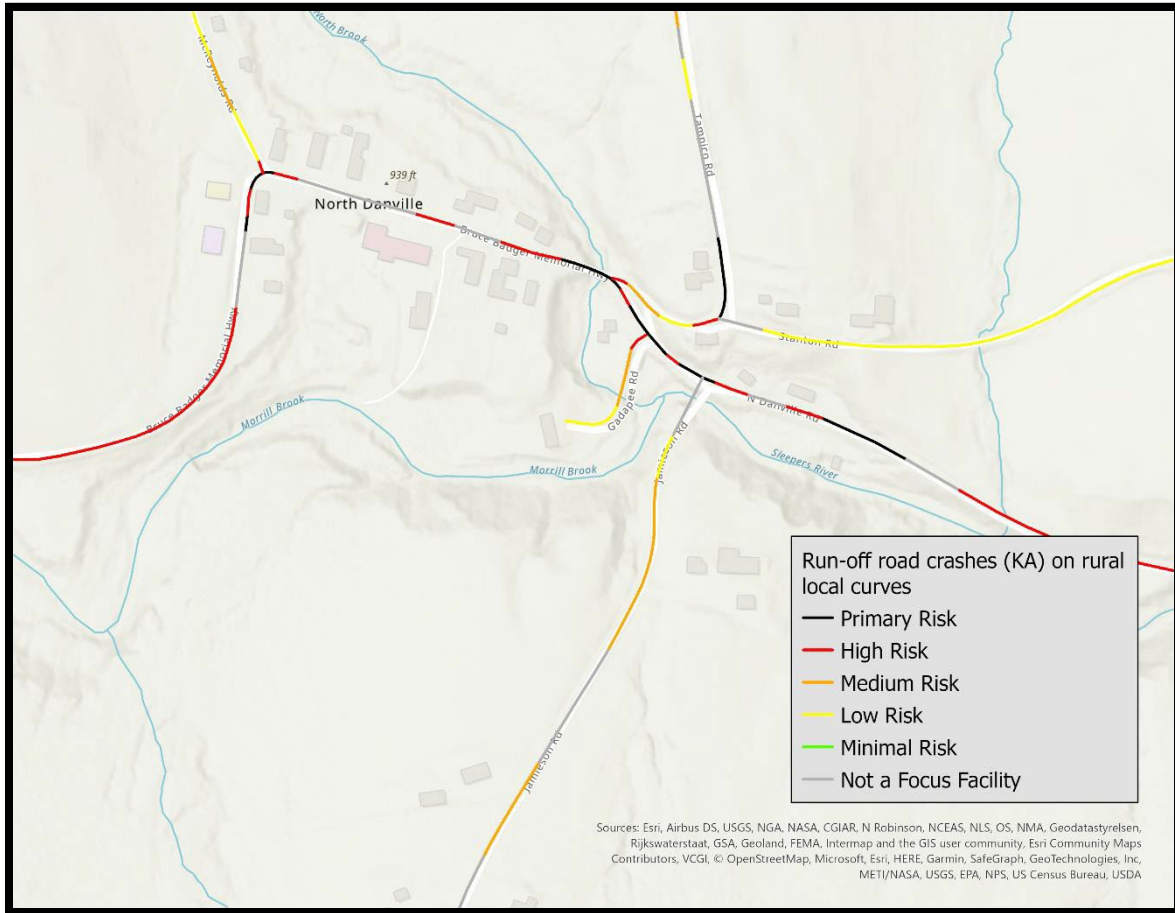 North Brook
McReynolds Rd
Tampico Rd
939 ft
North Danville
Bruce Badger Memorial Hwy
Stanton Rd
Bruce Badger Memorial Hwy
Morrill Brook
Gadapee Rd
N Danville Rd
Jamieson Rd
Morrill Brook
Sleepers River
Jamieson Rd
Run-off road crashes (KA) on rural
local curves
Primary Risk
High Risk
Medium Risk
Low Risk
Minimal Risk
Not a Focus Facility
Sources: Esri, Airbus DS, USGS, NGA, NASA, CGIAR, N Robinson, NCEAS, NLS, OS, NMA, Geodatastyrelsen,
Rijkswaterstaat, GSA, Geoland, FEMA, Intermap and the GIS user community, Esri Community Maps
Contributors, VCGI, © OpenStreetMap, Microsoft, Esri, HERE, Garmin, SafeGraph, GeoTechnologies, Inc,
METI/NASA, USGS, EPA, NPS, US Census Bureau, USDA